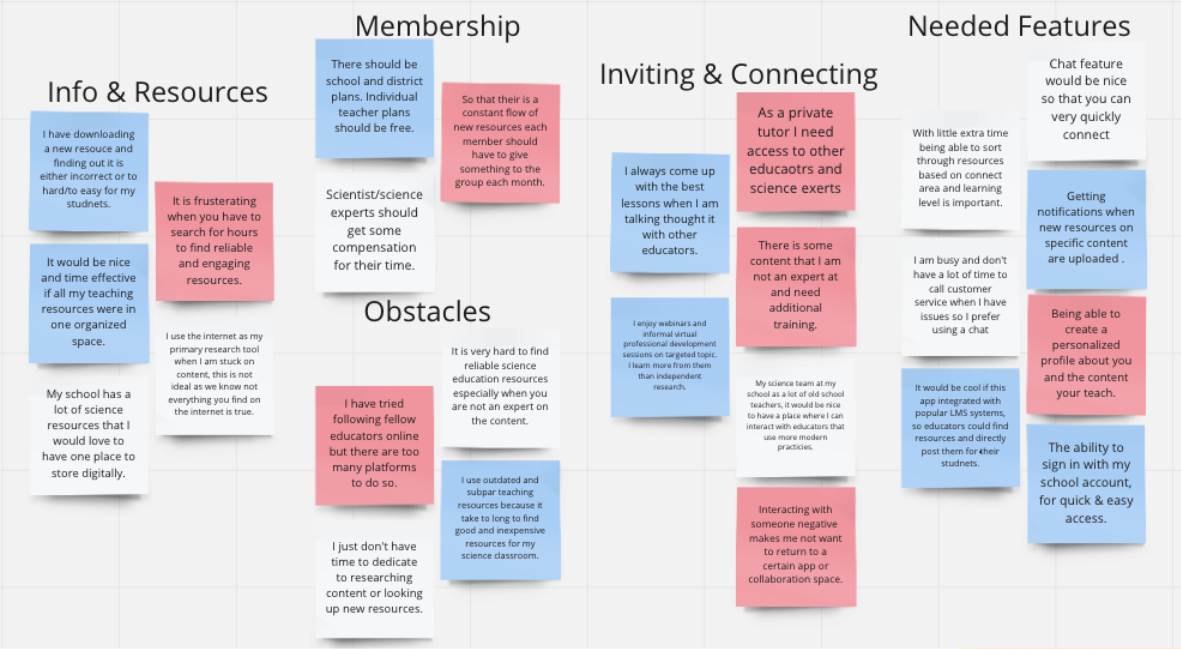 Info & Resources
I have downloading
a new resouce and
finding out it is
either incorrect or to
hard/to easy for my
studnets.
It is frusterating
when you have to
search for hours
to find reliable
and engaging
resources.
It would be nice
and time effective
if all my teaching
resources were in
one organized
space.
I use the internet as my
primary research tool
when I am stuck on
content, this is not
ideal as we know not
everything you find on
the internet is true.
My school has a
lot of science
resources that I
would love to
have one place to
store digitally.
Membership
There should be
school and district
plans. Individual
teacher plans
should be free.
So that their is a
constant flow of
new resources each
member should
have to give
something to the
group each month.
Scientist/science
experts should
get some
compensation
for their time.
Obstacles
It is very hard to find
reliable science
education resources
especially when you
are not an expert on
the content.
I have tried
following fellow
educators online
but there are too
many platforms
to do so.
I use outdated and
subpar teaching
resources because it
take to long to find
good and inexpensive
resources for my
science classroom.
I just don't have
time to dedicate
to researching
content or looking
up new resources.
Inviting & Connecting
As a private
tutor I need
access to other
educaotrs and
science exerts
I always come up
with the best
lessons when I am
talking thought it
with other
educators.
There is some
content that I am
not an expert at
and need
additional
training.
I enjoy webinars and
informal virtual
professional development
sessions on targeted topic.
I learn more from them
than independent
research.
My science team at my
school as a lot of old school
teachers, it would be nice
to have a place where I can
interact with educators that
use more modern
practicies.
Interacting with
someone negative
makes me not want
to return to a
certain app or
collaboration space.
Needed Features
Chat feature
would be nice
so that you can
very quickly
connect
With little extra time
being able to sort
through resources
based on connect
area and learning
level is important.
Getting
notifications when
new resources on
specific content
are uploaded .
I am busy and don't
have a lot of time to
call customer
service when I have
issues so I prefer
using a chat
Being able to
create a
personalized
profile about you
and the content
your teach.
It would be cool if this
app integrated with
popular LMS systems,
so educators could find
resources and directly
post them for their
studnets.
The ability to
sign in with my
school account,
for quick & easy
access.